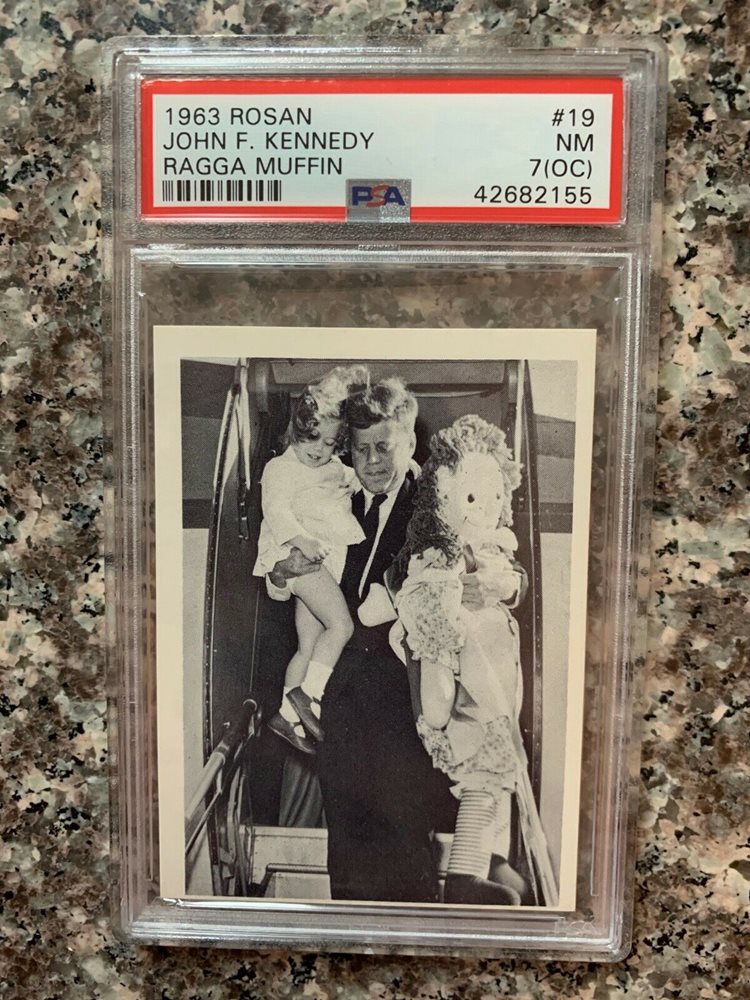 1963 ROSAN #19
JOHN F. KENNEDY NM
RAGGA MUFFIN 7(OC)
PSA 42682155